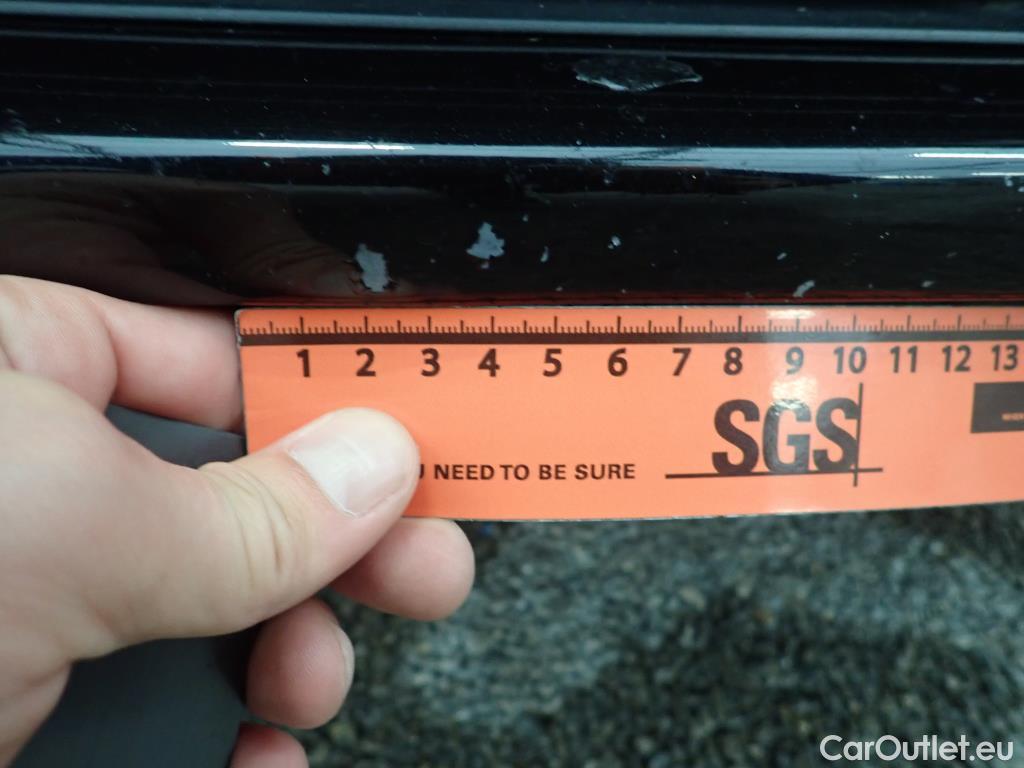 1 2 3 4 5 6 7 8 9 10 11 12 13
SGS
NEED TO BE SURE
CarOutlet.eu